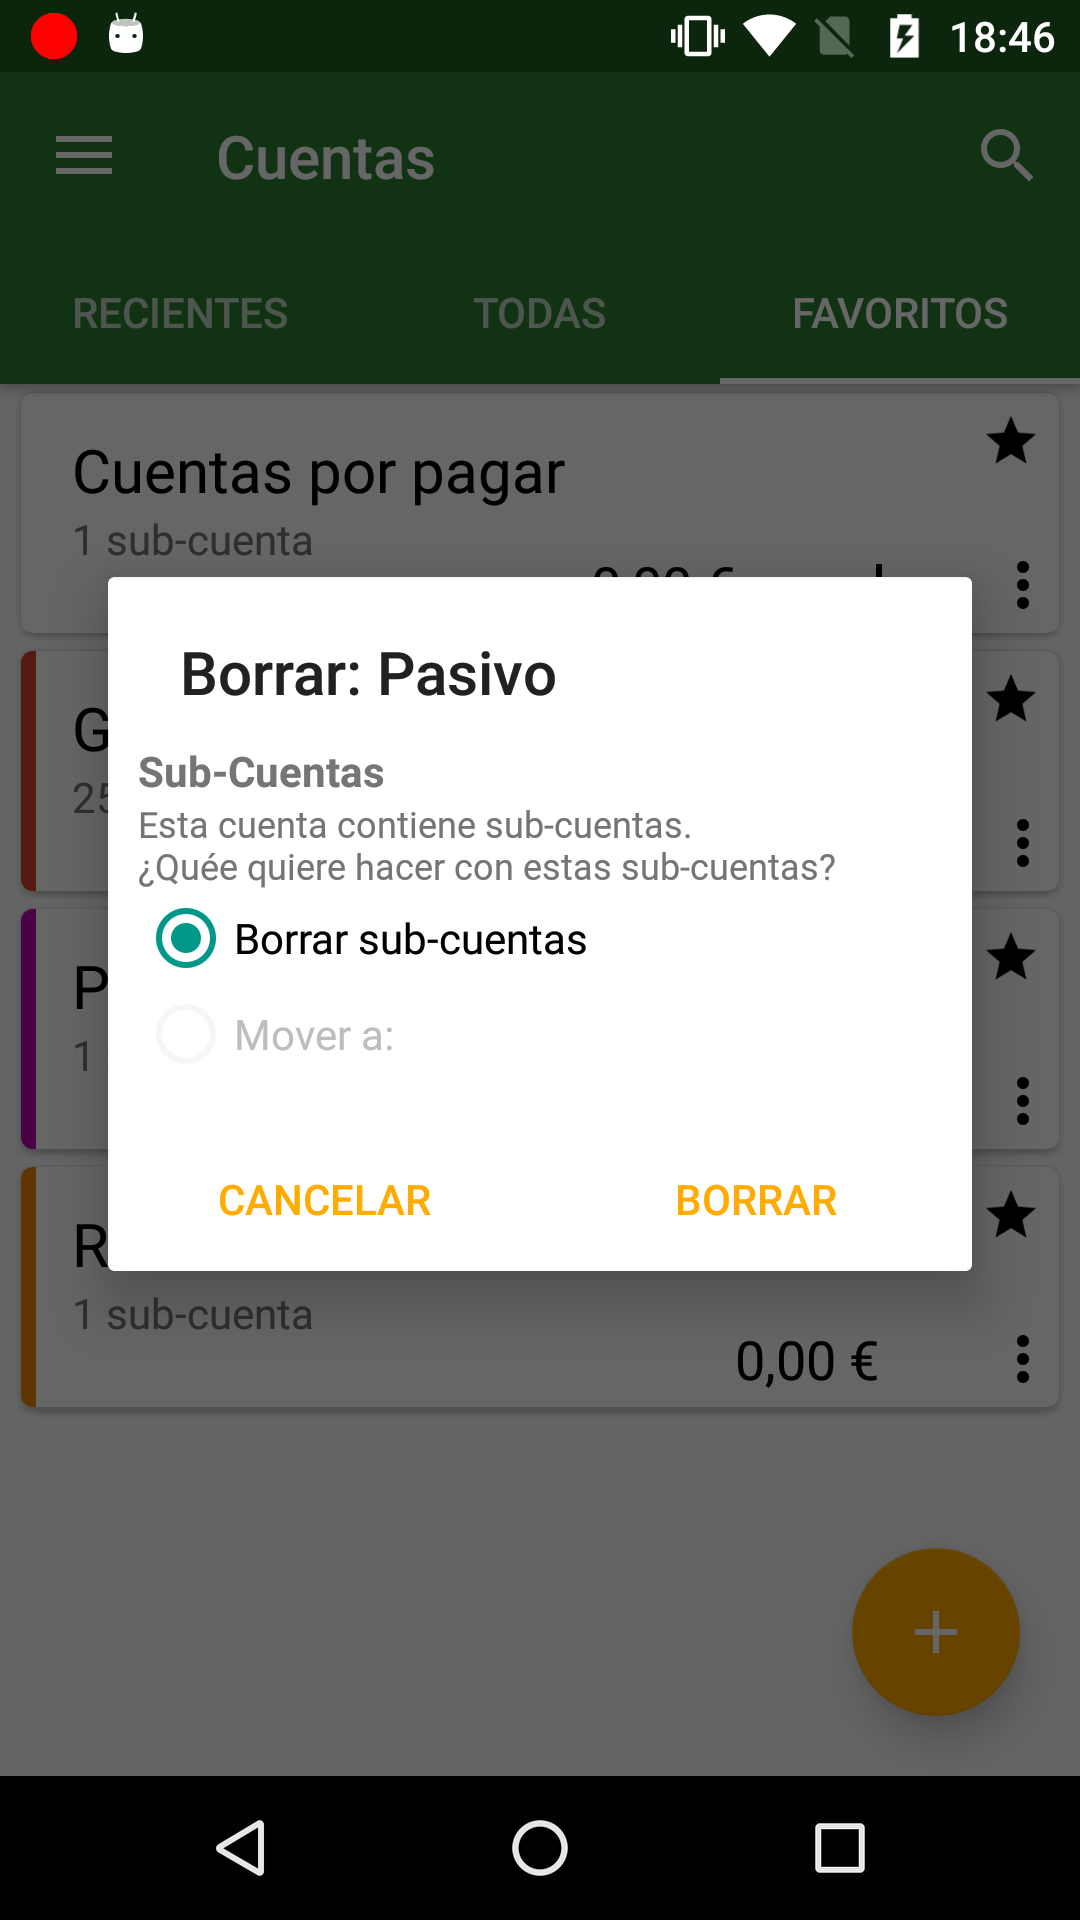 18:46
Cuentas
RECIENTES TODAS FAVORITOS
Cuentas por pagar
1 sub-cuenta
Borrar: Pasivo
Sub-Cuentas
Esta cuenta contiene sub-cuentas.
¿Quée quiere hacer con estas sub-cuentas?
Borrar sub-cuentas
Mover a:
CANCELAR BORRAR
1 sub-cuenta
0,00 €